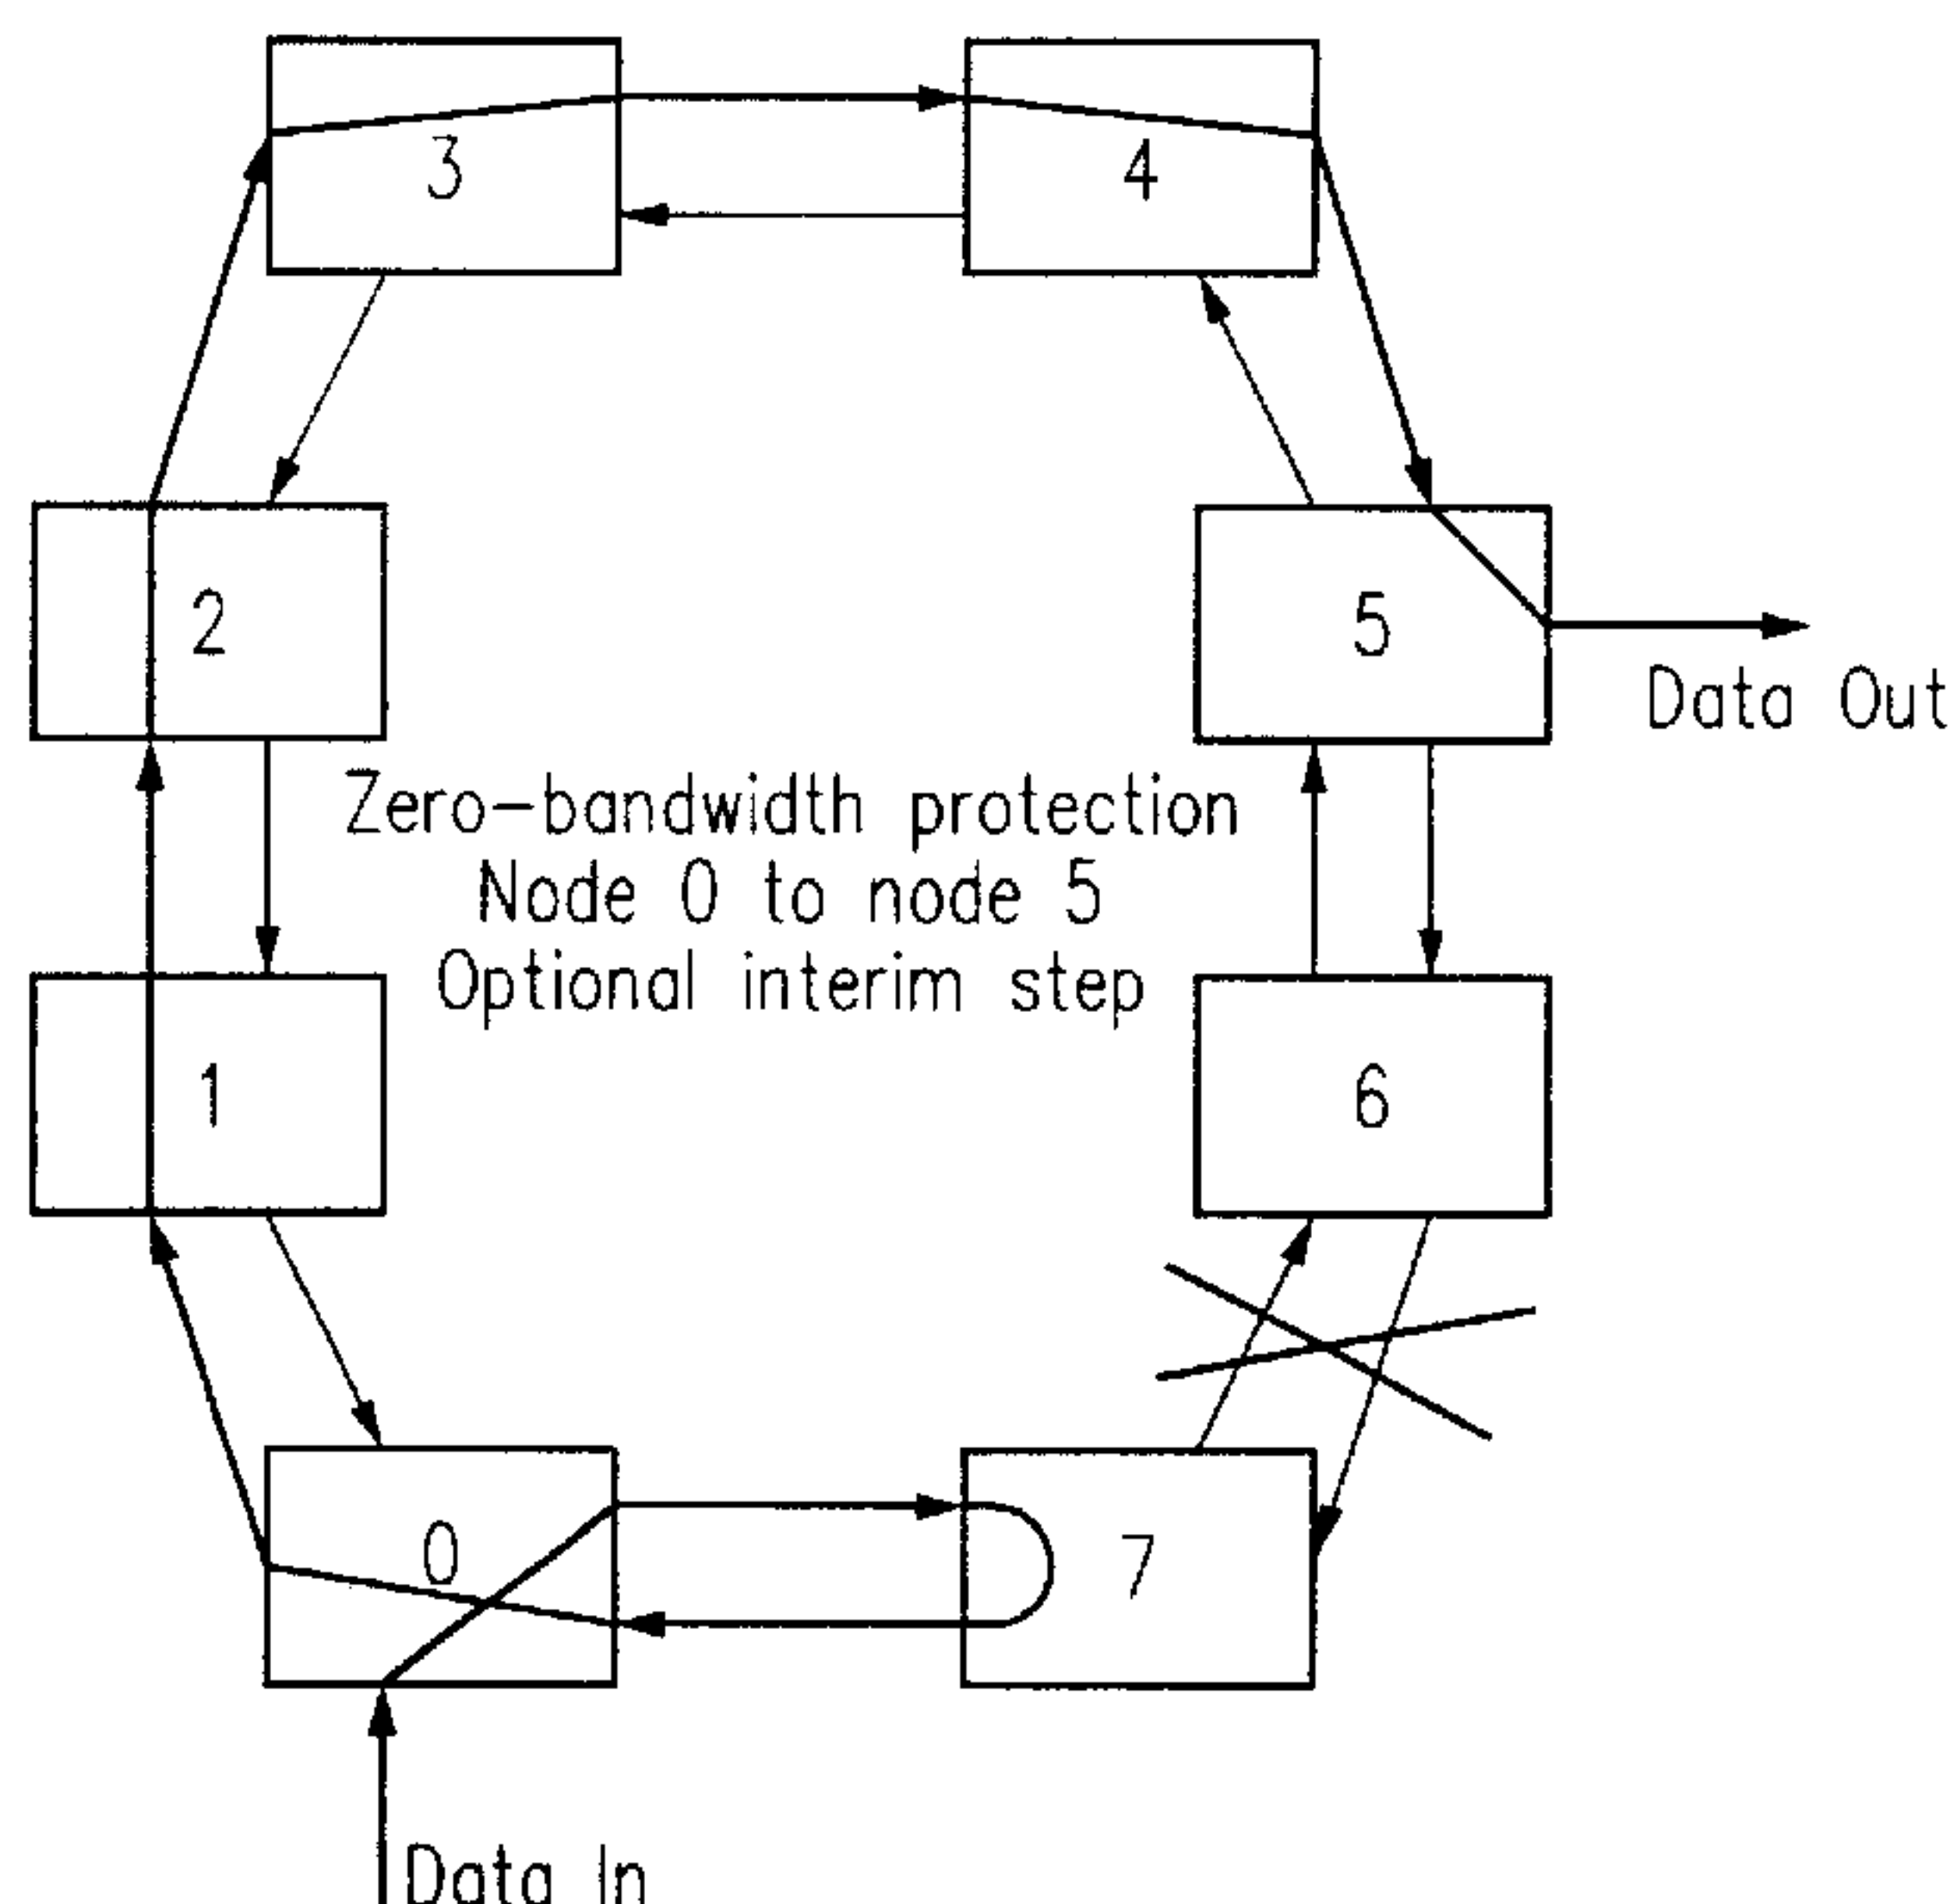 3
4
2
5
Data Out
Zero-bandwidth protection
Node 0 to node 5
Optional interim step
1
6
0
7
Data In